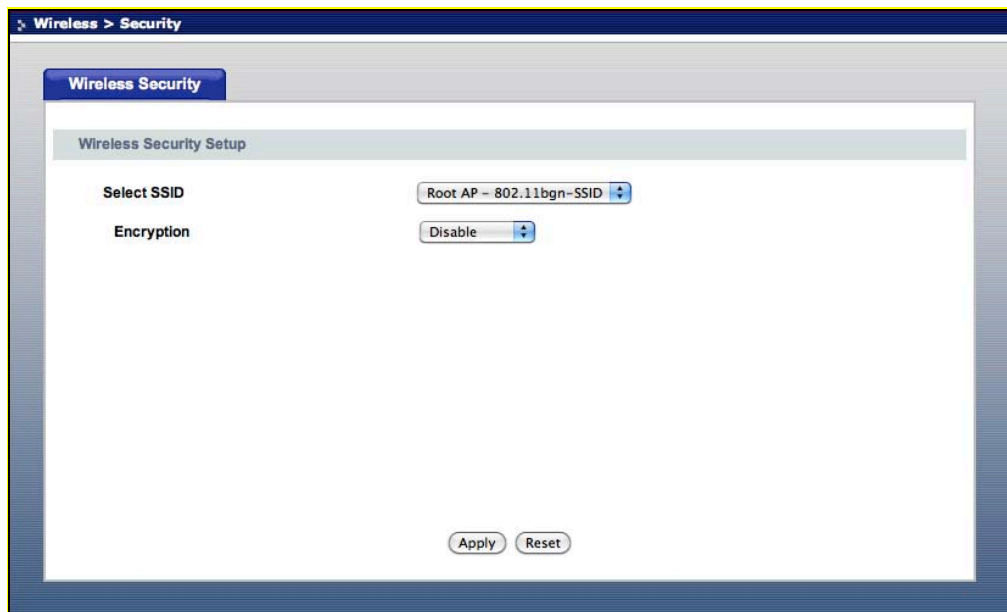 Wireless > Security
Wireless Security
Wireless Security Setup
Select SSID Root AP - 802.11bgn-SSID
Encryption Disable
Apply Reset